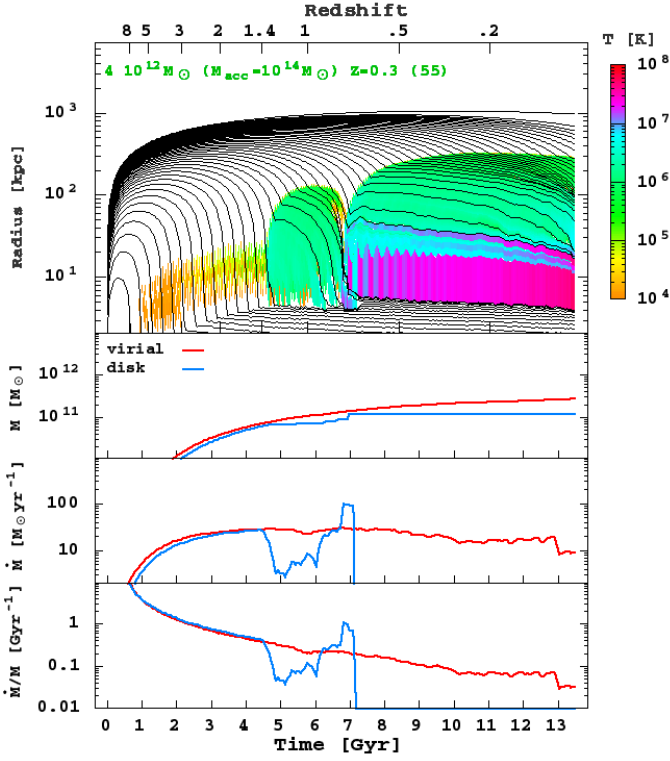 Redshift
8 5 3 2 1.4 1 .5 .2
T [K]
4 10¹²M☉ (Macc=10¹⁴M☉) Z=0.3 (55)
10⁸
10⁷
10⁶
10⁵
10⁴
Radius [kpc]
10³
10²
10¹
virial
disk
M [M☉]
10¹²
10¹¹
Ṁ [M☉yr⁻¹]
100
10
Ṁ/M [Gyr⁻¹]
1
0.1
0.01
0 1 2 3 4 5 6 7 8 9 10 11 12 13
Time [Gyr]